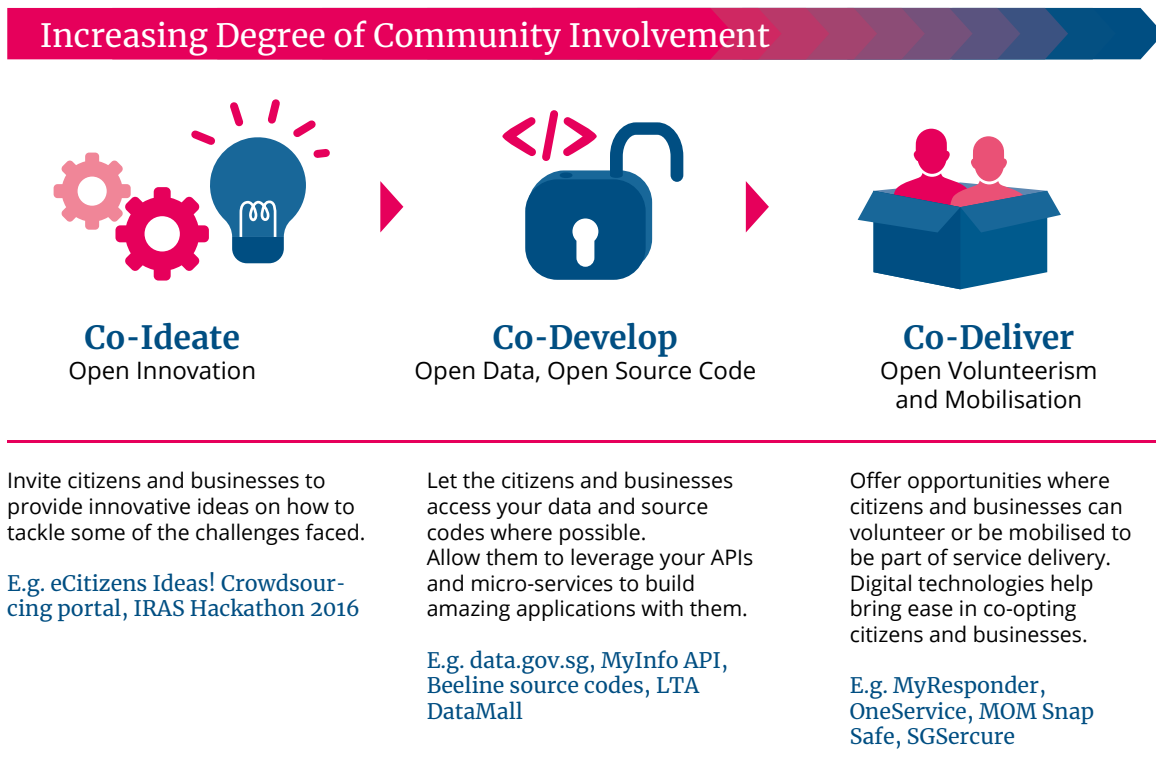 Increasing Degree of Community Involvement
</>
Co-Ideate
Open Innovation
Co-Develop
Open Data, Open Source Code
Co-Deliver
Open Volunteerism
and Mobilisation
Invite citizens and businesses to
provide innovative ideas on how to
tackle some of the challenges faced.
E.g. eCitizens Ideas! Crowdsour-
cing portal, IRAS Hackathon 2016
Let the citizens and businesses
access your data and source
codes where possible.
Allow them to leverage your APIs
and micro-services to build
amazing applications with them.
E.g. data.gov.sg, MyInfo API,
Beeline source codes, LTA
DataMall
Offer opportunities where
citizens and businesses can
volunteer or be mobilised to
be part of service delivery.
Digital technologies help
bring ease in co-opting
citizens and businesses.
E.g. MyResponder,
OneService, MOM Snap
Safe, SGSercure